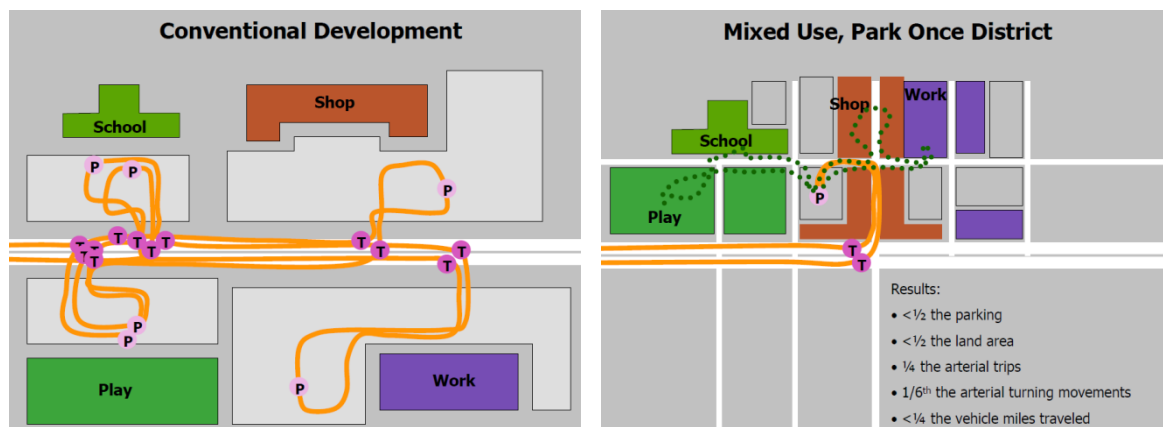 Conventional Development
Shop
School
P P
P
T T T T T
T T T T
T T
T
P
P
Work
Play
P
Mixed Use, Park Once District
Work
Shop
School
P
Play
T
T
Results:
• <½ the parking
• <½ the land area
• ¼ the arterial trips
• 1/6ᵗʰ the arterial turning movements
• <¼ the vehicle miles traveled